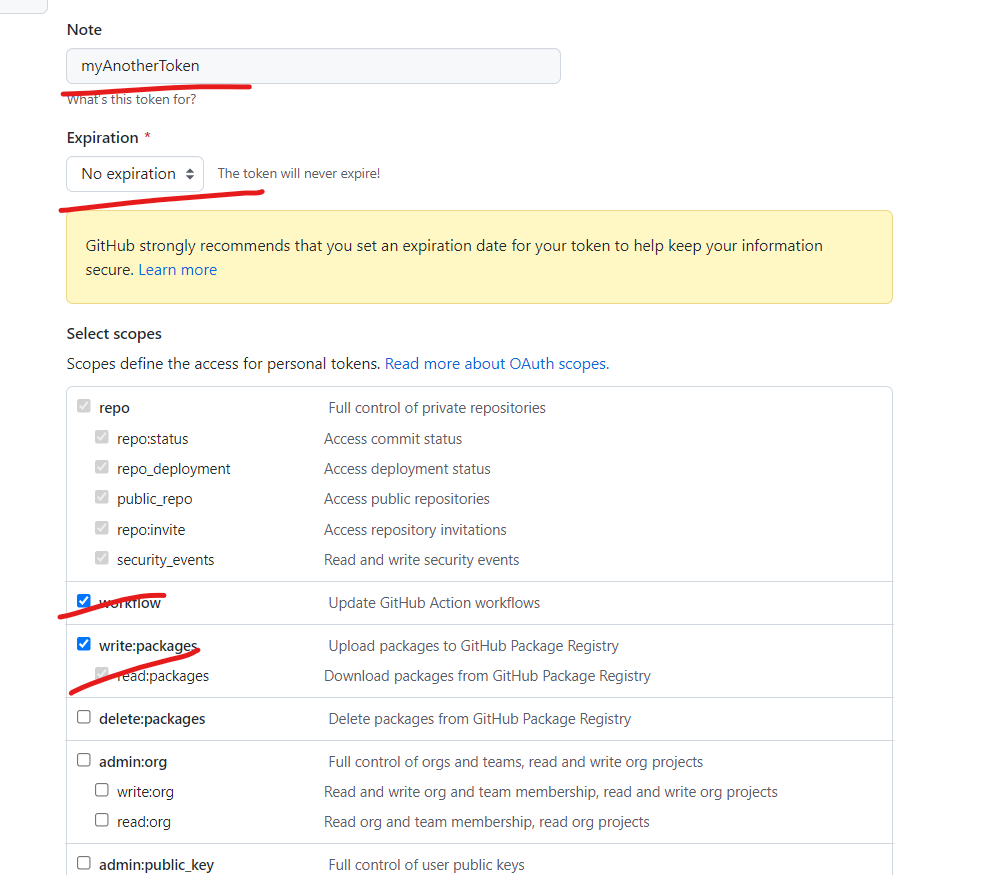 Note
myAnotherToken
What's this token for?
Expiration *
No expiration The token will never expire!
GitHub strongly recommends that you set an expiration date for your token to help keep your information
secure. Learn more
Select scopes
Scopes define the access for personal tokens. Read more about OAuth scopes.
repo Full control of private repositories
repo:status Access commit status
repo_deployment Access deployment status
public_repo Access public repositories
repo:invite Access repository invitations
security_events Read and write security events
workflow Update GitHub Action workflows
write:packages Upload packages to GitHub Package Registry
read:packages Download packages from GitHub Package Registry
delete:packages Delete packages from GitHub Package Registry
admin:org Full control of orgs and teams, read and write org projects
write:org Read and write org and team membership, read and write org projects
read:org Read org and team membership, read org projects
admin:public_key Full control of user public keys